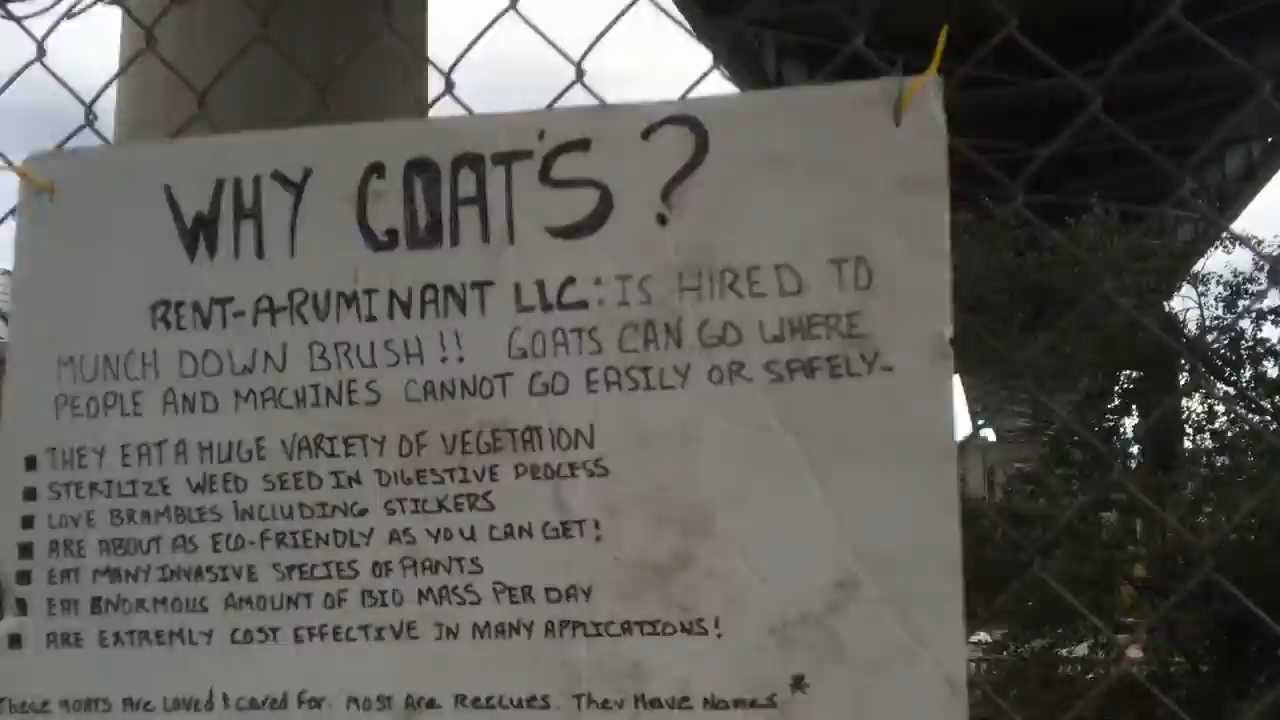 WHY GOAT'S?
RENT-A-RUMINANT LLC: IS HIRED TO
MUNCH DOWN BRUSH!! GOATS CAN GO WHERE
PEOPLE AND MACHINES CANNOT GO EASILY OR SAFELY.
▪ THEY EAT A HUGE VARIETY OF VEGETATION
▪ STERILIZE WEED SEED IN DIGESTIVE PROCESS
▪ LOVE BRAMBLES INCLUDING STICKERS
▪ ARE ABOUT AS ECO-FRIENDLY AS YOU CAN GET!
▪ EAT MANY INVASIVE SPECIES OF PLANTS
▪ EAT ENORMOUS AMOUNT OF BIO MASS PER DAY
▪ ARE EXTREMLY COST EFFECTIVE IN MANY APPLICATIONS!
These GOATS Are Loved & cared For. MOST Are Rescues. They Have Names *